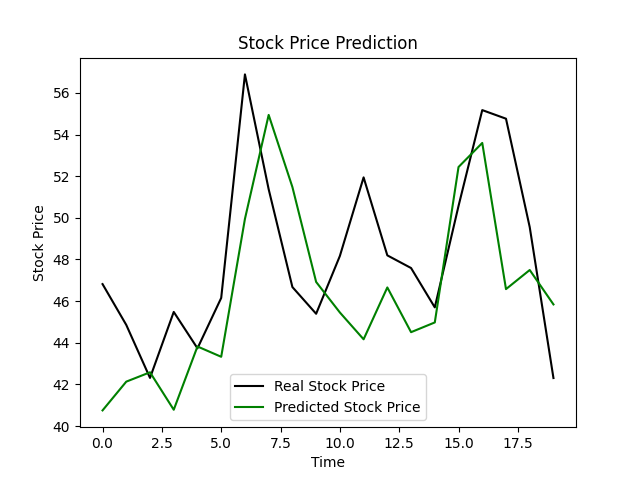 Stock Price Prediction
Stock Price
56
54
52
50
48
46
44
42
40
Real Stock Price
Predicted Stock Price
0.0 2.5 5.0 7.5 10.0 12.5 15.0 17.5
Time